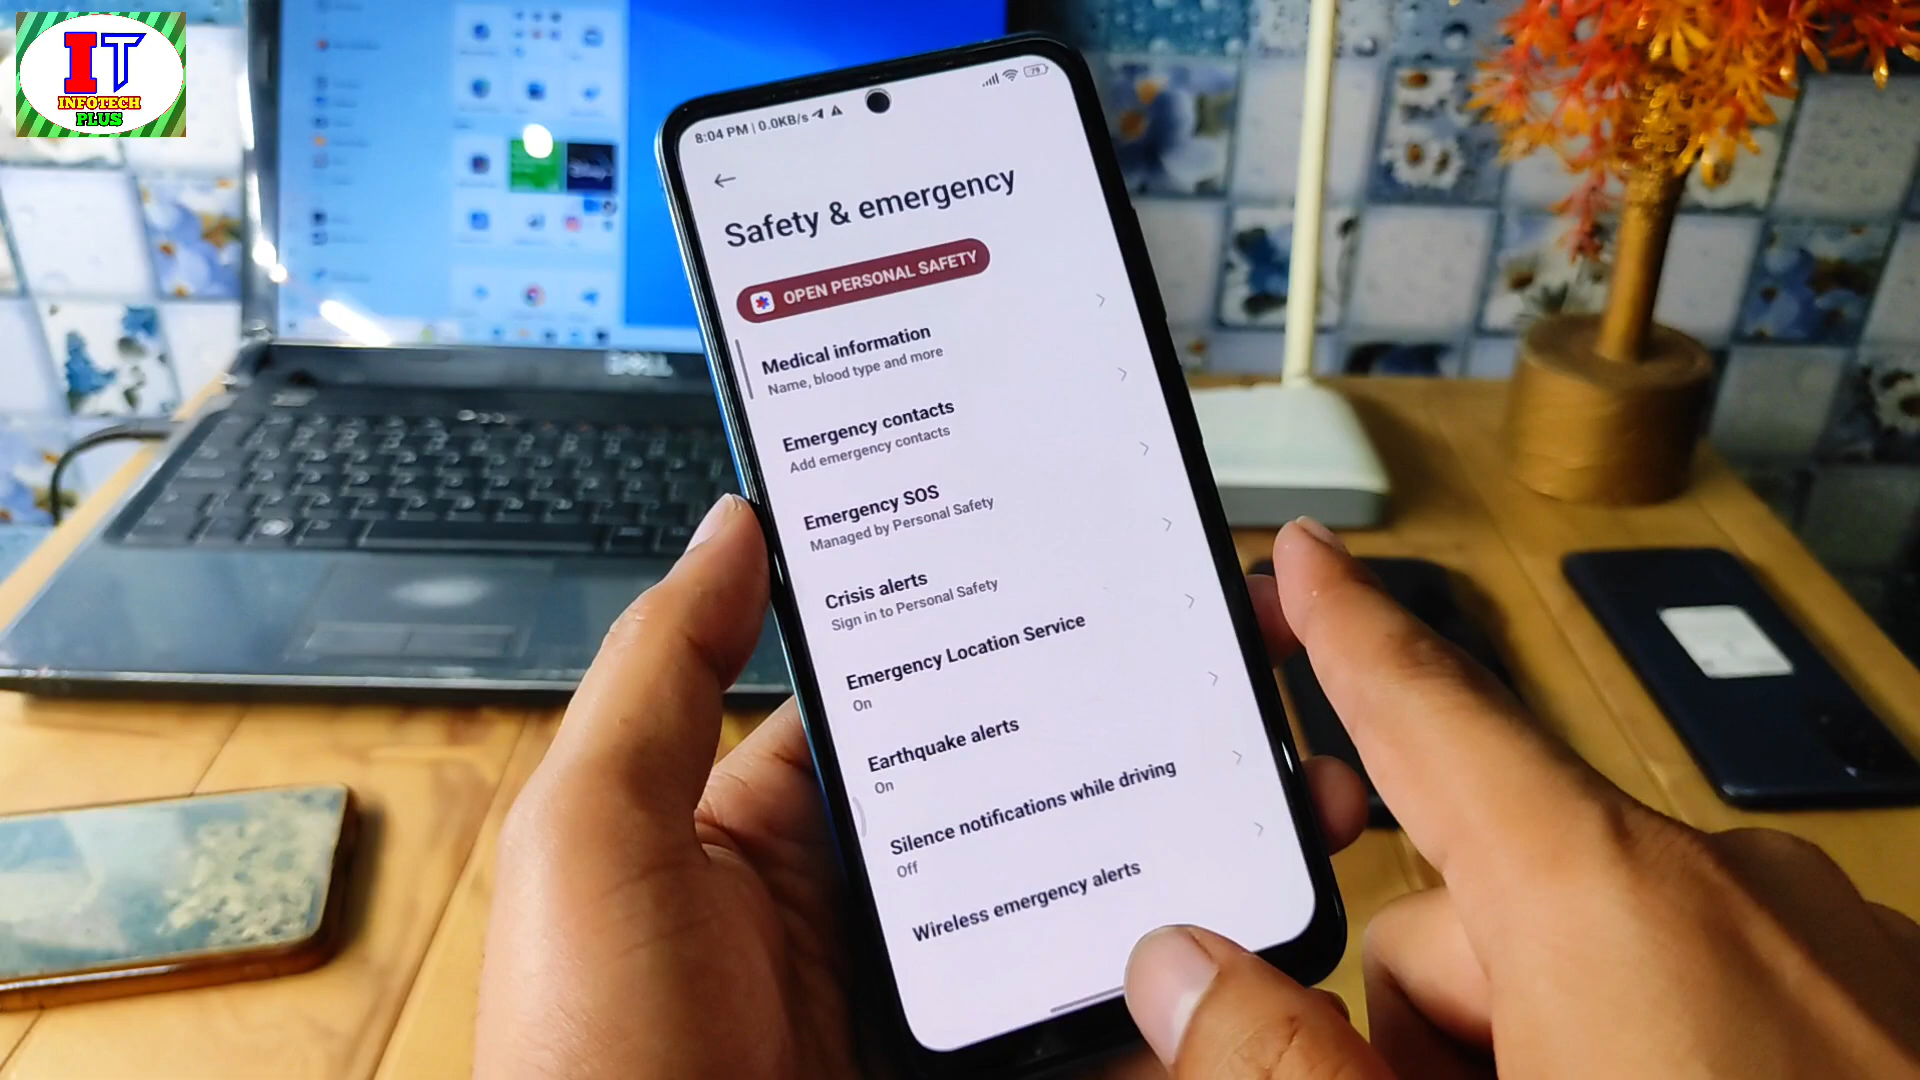 IT
INFOTECH
PLUS
8:04 PM | 0.0KB/s
79
Safety & emergency
OPEN PERSONAL SAFETY
Medical information
Name, blood type and more
Emergency contacts
Add emergency contacts
Emergency SOS
Managed by Personal Safety
Crisis alerts
Sign in to Personal Safety
Emergency Location Service
On
Earthquake alerts
On
Silence notifications while driving
Off
Wireless emergency alerts
DELL